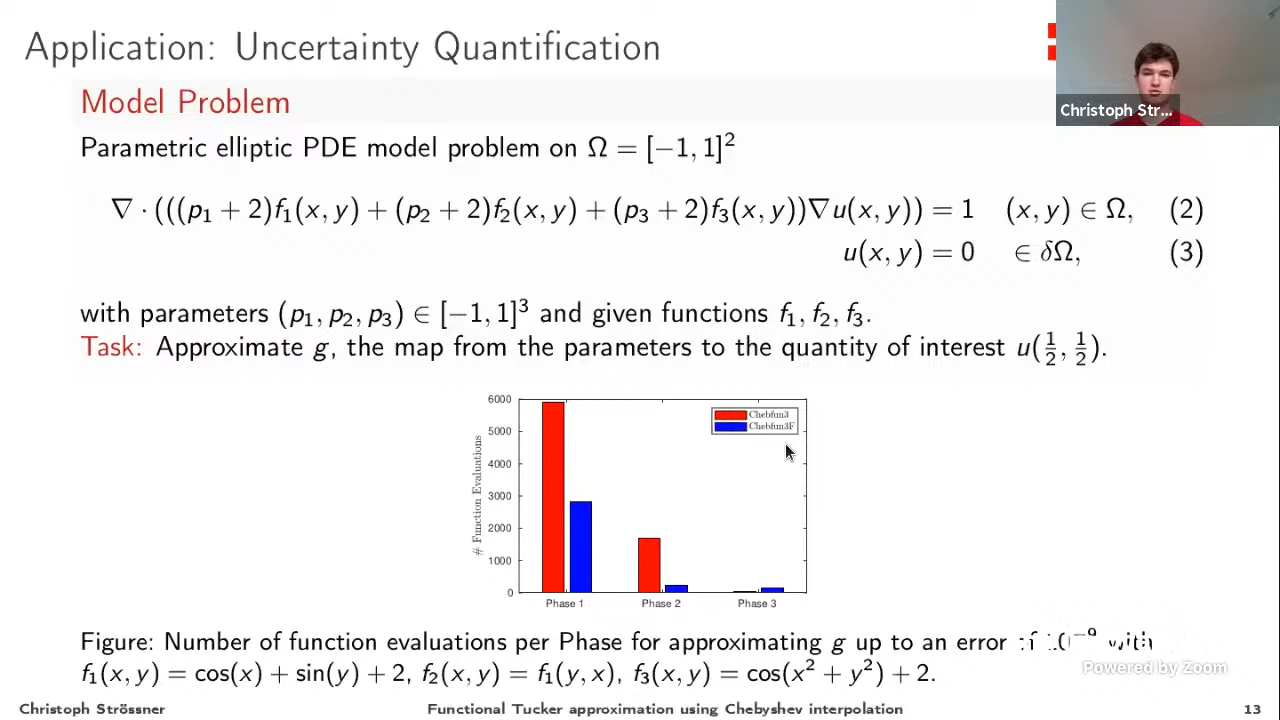 Application: Uncertainty Quantification
Christoph Str...
Model Problem
Parametric elliptic PDE model problem on Ω = [−1, 1]²
∇ · (((p₁ + 2)f₁(x, y) + (p₂ + 2)f₂(x, y) + (p₃ + 2)f₃(x, y))∇u(x, y)) = 1 (x, y) ∈ Ω, (2)
u(x, y) = 0 ∈ δΩ, (3)
with parameters (p₁, p₂, p₃) ∈ [−1, 1]³ and given functions f₁, f₂, f₃.
Task: Approximate g, the map from the parameters to the quantity of interest u(½, ½).
# Function Evaluations
6000
5000
4000
3000
2000
1000
0
Chebfun3
Chebfun3F
Phase 1 Phase 2 Phase 3
Figure: Number of function evaluations per Phase for approximating g up to an error of 10⁻⁹ with
f₁(x, y) = cos(x) + sin(y) + 2, f₂(x, y) = f₁(y, x), f₃(x, y) = cos(x² + y²) + 2.
Powered by Zoom
Christoph Strössner Functional Tucker approximation using Chebyshev interpolation 13